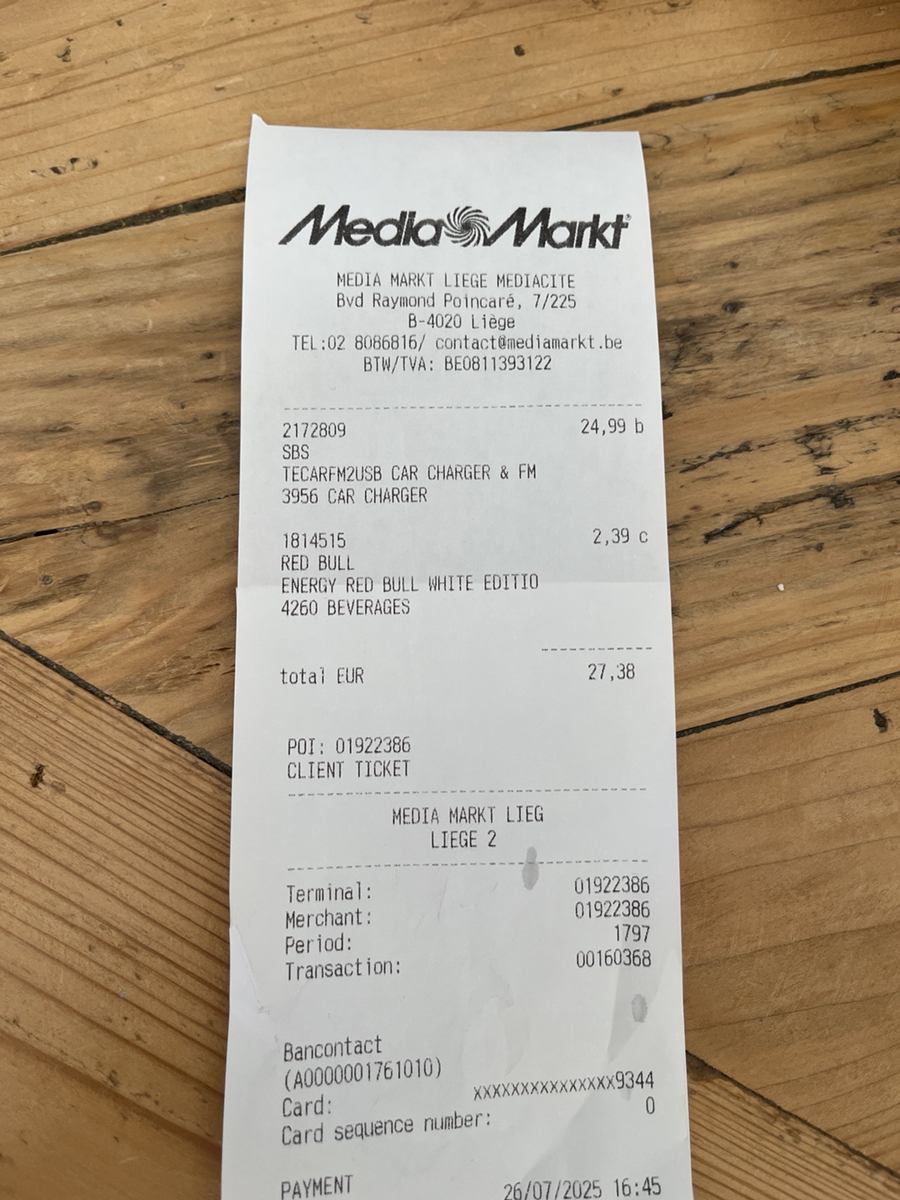 Media Markt
MEDIA MARKT LIEGE MEDIACITE
Bvd Raymond Poincaré, 7/225
B-4020 Liège
TEL:02 8086816/ contact@mediamarkt.be
BTW/TVA: BE0811393122
2172809 24,99 b
SBS
TECARFM2USB CAR CHARGER & FM
3956 CAR CHARGER
1814515 2,39 c
RED BULL
ENERGY RED BULL WHITE EDITIO
4260 BEVERAGES
total EUR 27,38
POI: 01922386
CLIENT TICKET
MEDIA MARKT LIEG
LIEGE 2
Terminal: 01922386
Merchant: 01922386
Period: 1797
Transaction: 00160368
Bancontact
(A0000001761010)
Card: xxxxxxxxxxxxxxx9344
Card sequence number: 0
PAYMENT 26/07/2025 16:45